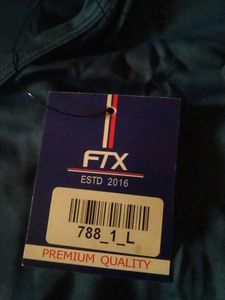 FTX
ESTD 2016
788_1_L
PREMIUM QUALITY